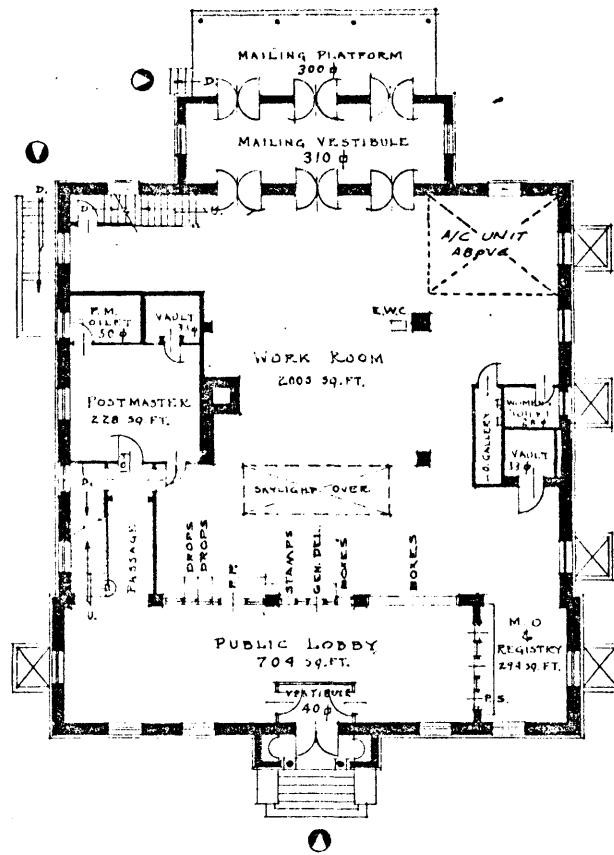 MAILING PLATFORM
300 ϕ
D.
MAILING VESTIBULE
310 ϕ
D.
D.
U.
A/C UNIT
ABOVE
P.M.
TOILET
50 ϕ
VAULT
E.W.C.
WORK ROOM
2005 SQ.FT.
POSTMASTER
228 SQ FT.
L.O. GALLERY
WOMEN'S
TOILET
VAULT
33 ϕ
D.
SKYLIGHT OVER
PASSAGE
DROPS
DROPS
P.P.
STAMPS
GEN. DEL.
BOXES
BOXES
U.
PUBLIC LOBBY
704 SQ.FT.
M.O
&
REGISTRY
294 SQ.FT.
P.S.
VESTIBULE
40 ϕ